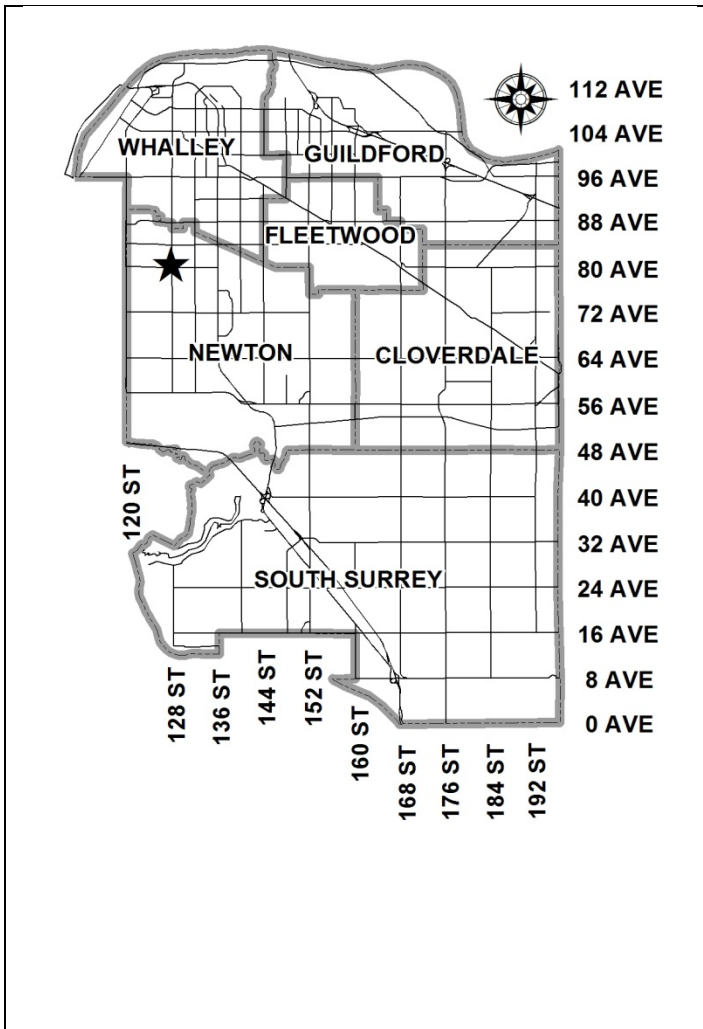 112 AVE
104 AVE
WHALLEY
GUILDFORD
96 AVE
88 AVE
FLEETWOOD
80 AVE
72 AVE
NEWTON
CLOVERDALE
64 AVE
56 AVE
48 AVE
120 ST
40 AVE
32 AVE
SOUTH SURREY
24 AVE
16 AVE
128 ST
136 ST
144 ST
152 ST
8 AVE
160 ST
0 AVE
168 ST
176 ST
184 ST
192 ST